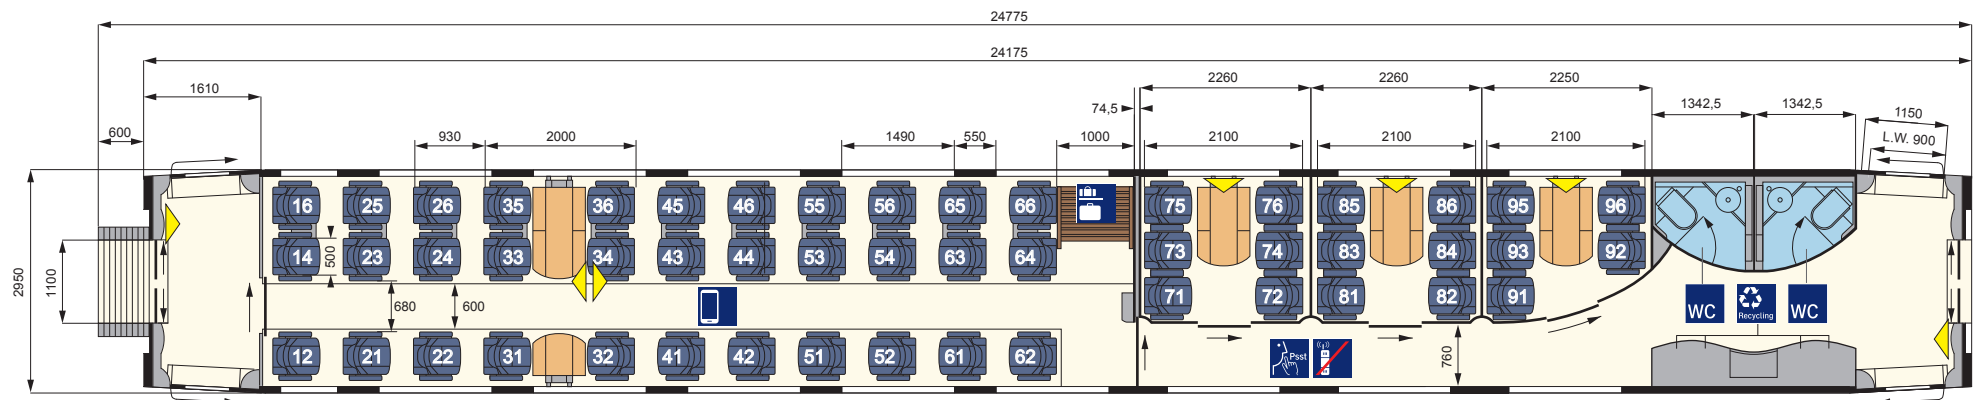 24775
24175
2260 2260 2250
1610 74,5 1342,5 1342,5 1150
600 930 2000 1490 550 1000 2100 2100 2100 L.W. 900
16 25 26 35 36 45 46 55 56 65 66 75 76 85 86 95 96
14 23 24 33 34 43 44 53 54 63 64 73 74 83 84 93 92
500
2950 1100 680 600 71 72 81 82 91 WC Recycling WC
12 21 22 31 32 41 42 51 52 61 62 Psst 760